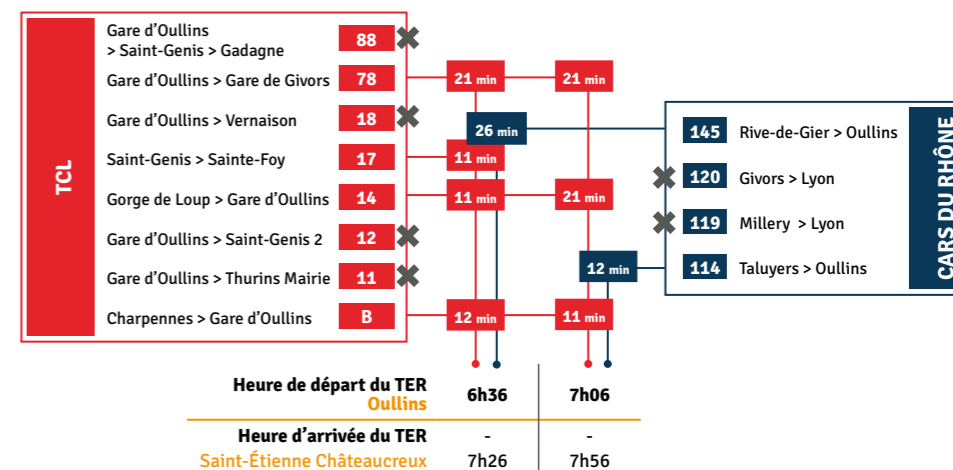 TCL
Gare d'Oullins
> Saint-Genis > Gadagne
88
Gare d'Oullins > Gare de Givors
78
21 min
21 min
Gare d'Oullins > Vernaison
18
26 min
145
Rive-de-Gier > Oullins
Saint-Genis > Sainte-Foy
17
11 min
120
Givors > Lyon
Gorge de Loup > Gare d'Oullins
14
11 min
21 min
119
Millery > Lyon
Gare d'Oullins > Saint-Genis 2
12
Gare d'Oullins > Thurins Mairie
11
12 min
114
Taluyers > Oullins
Charpennes > Gare d'Oullins
B
12 min
11 min
CARS DU RHÔNE
Heure de départ du TER
Oullins
6h36
7h06
Heure d'arrivée du TER
-
-
Saint-Étienne Châteaucreux
7h26
7h56